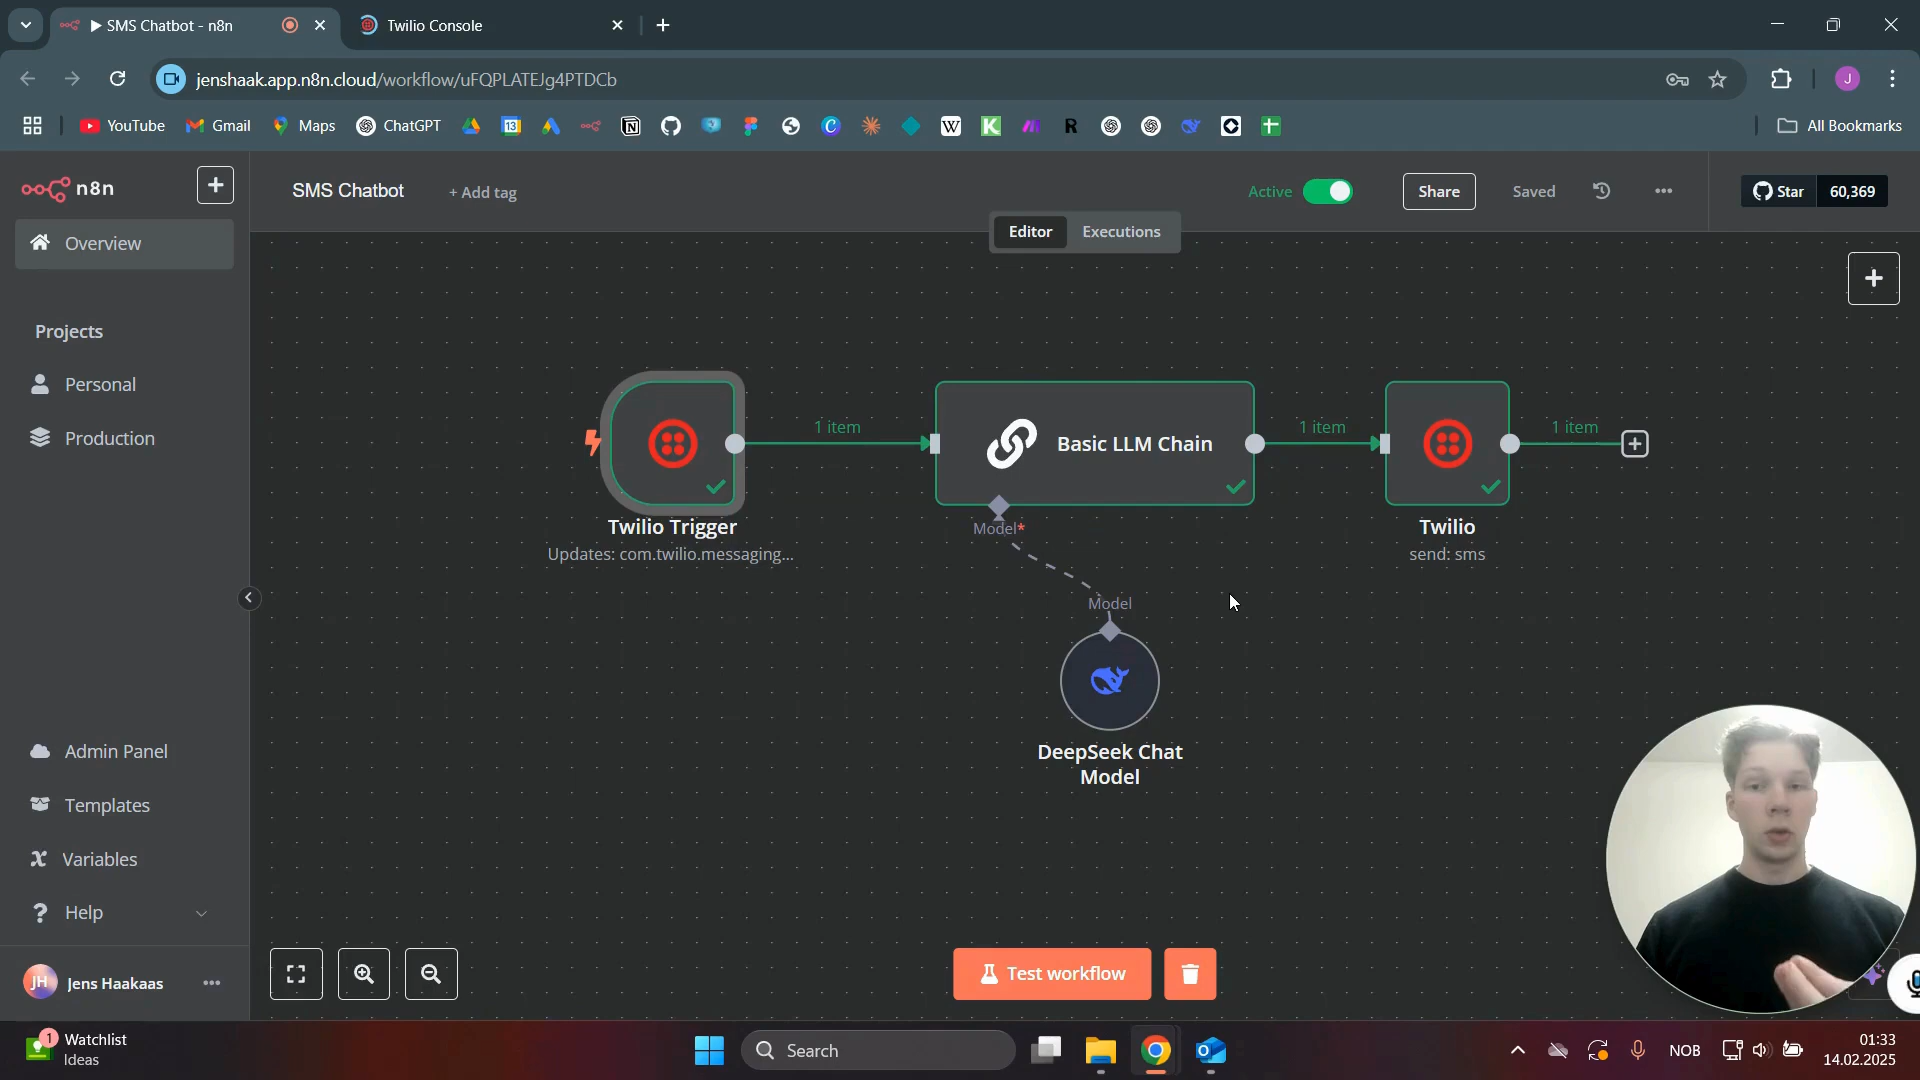 SMS Chatbot - n8n
Twilio Console
jenshaak.app.n8n.cloud/workflow/uFQPLATEJg4PTDCb
YouTube
Gmail
Maps
ChatGPT
All Bookmarks
n8n
SMS Chatbot
+ Add tag
Active
Share
Saved
Star
60,369
Editor
Executions
Overview
Projects
Personal
Production
1 item
Basic LLM Chain
1 item
1 item
Twilio Trigger
Updates: com.twilio.messaging...
Model*
Twilio
send: sms
Model
DeepSeek Chat
Model
Admin Panel
Templates
Variables
Help
JH
Jens Haakaas
Test workflow
1
Watchlist
Ideas
Search
NOB
01:33
14.02.2025